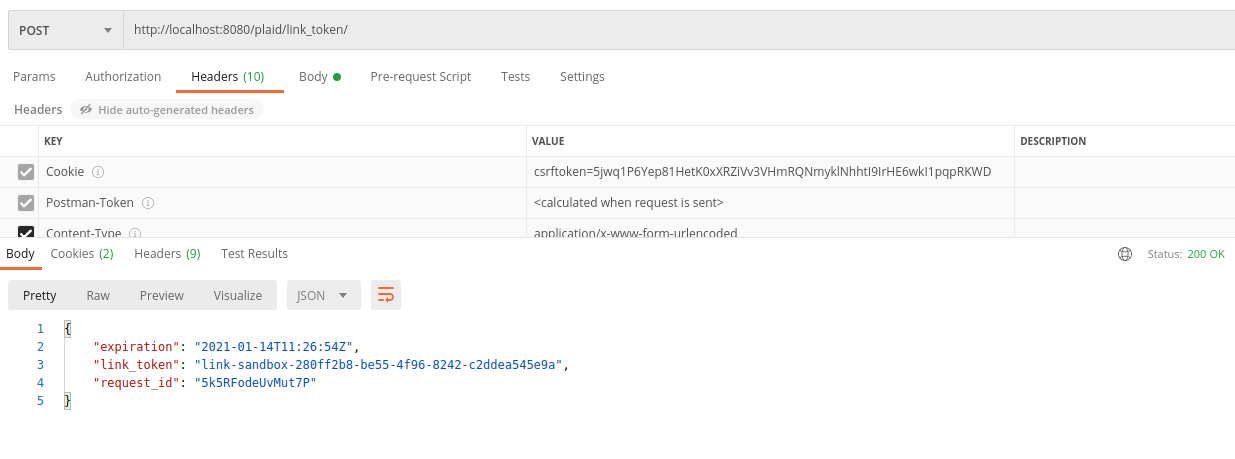 POST http://localhost:8080/plaid/link_token/
Params Authorization Headers (10) Body Pre-request Script Tests Settings
Headers Hide auto-generated headers
KEY VALUE DESCRIPTION
Cookie csrftoken=5jwq1P6Yep81HetK0xXRZiVv3VHmRQNmyklNhhtI9IrHE6wkI1pqpRKWD
Postman-Token <calculated when request is sent>
Content-Type application/x-www-form-urlencoded
Body Cookies (2) Headers (9) Test Results Status: 200 OK
Pretty Raw Preview Visualize JSON
1 {
2 "expiration": "2021-01-14T11:26:54Z",
3 "link_token": "link-sandbox-280ff2b8-be55-4f96-8242-c2ddea545e9a",
4 "request_id": "5k5RFodeUvMut7P"
5 }